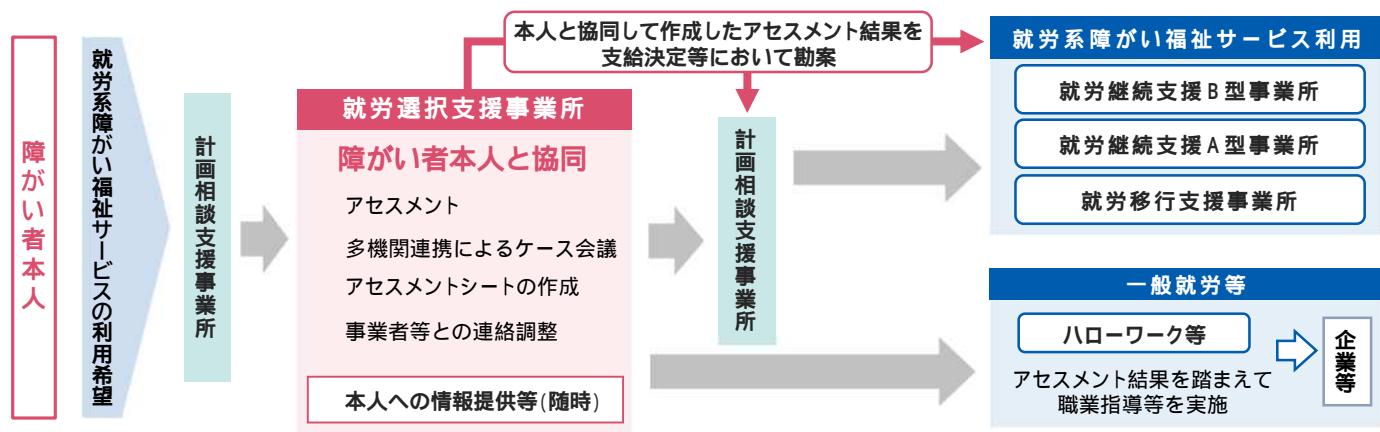 障がい者本人
就労系障がい福祉サービスの利用希望
計画相談支援事業所
就労選択支援事業所
障がい者本人と協同
アセスメント
多機関連携によるケース会議
アセスメントシートの作成
事業者等との連絡調整
本人への情報提供等(随時)
本人と協同して作成したアセスメント結果を
支給決定等において勘案
計画相談支援事業所
就労系障がい福祉サービス利用
就労継続支援B型事業所
就労継続支援A型事業所
就労移行支援事業所
一般就労等
ハローワーク等
アセスメント結果を踏まえて
職業指導等を実施
企業等